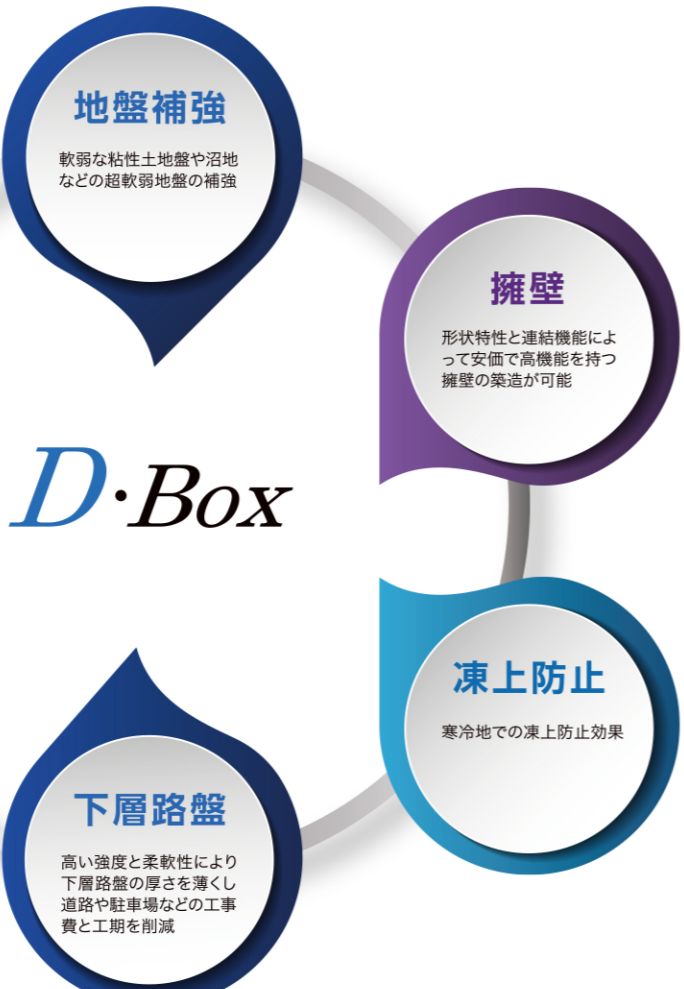 地盤補強
軟弱な粘性土地盤や沼地
などの超軟弱地盤の補強
擁壁
形状特性と連結機能によ
って安価で高機能を持つ
擁壁の築造が可能
D・Box
凍上防止
寒冷地での凍上防止効果
下層路盤
高い強度と柔軟性により
下層路盤の厚さを薄くし
道路や駐車場などの工事
費と工期を削減